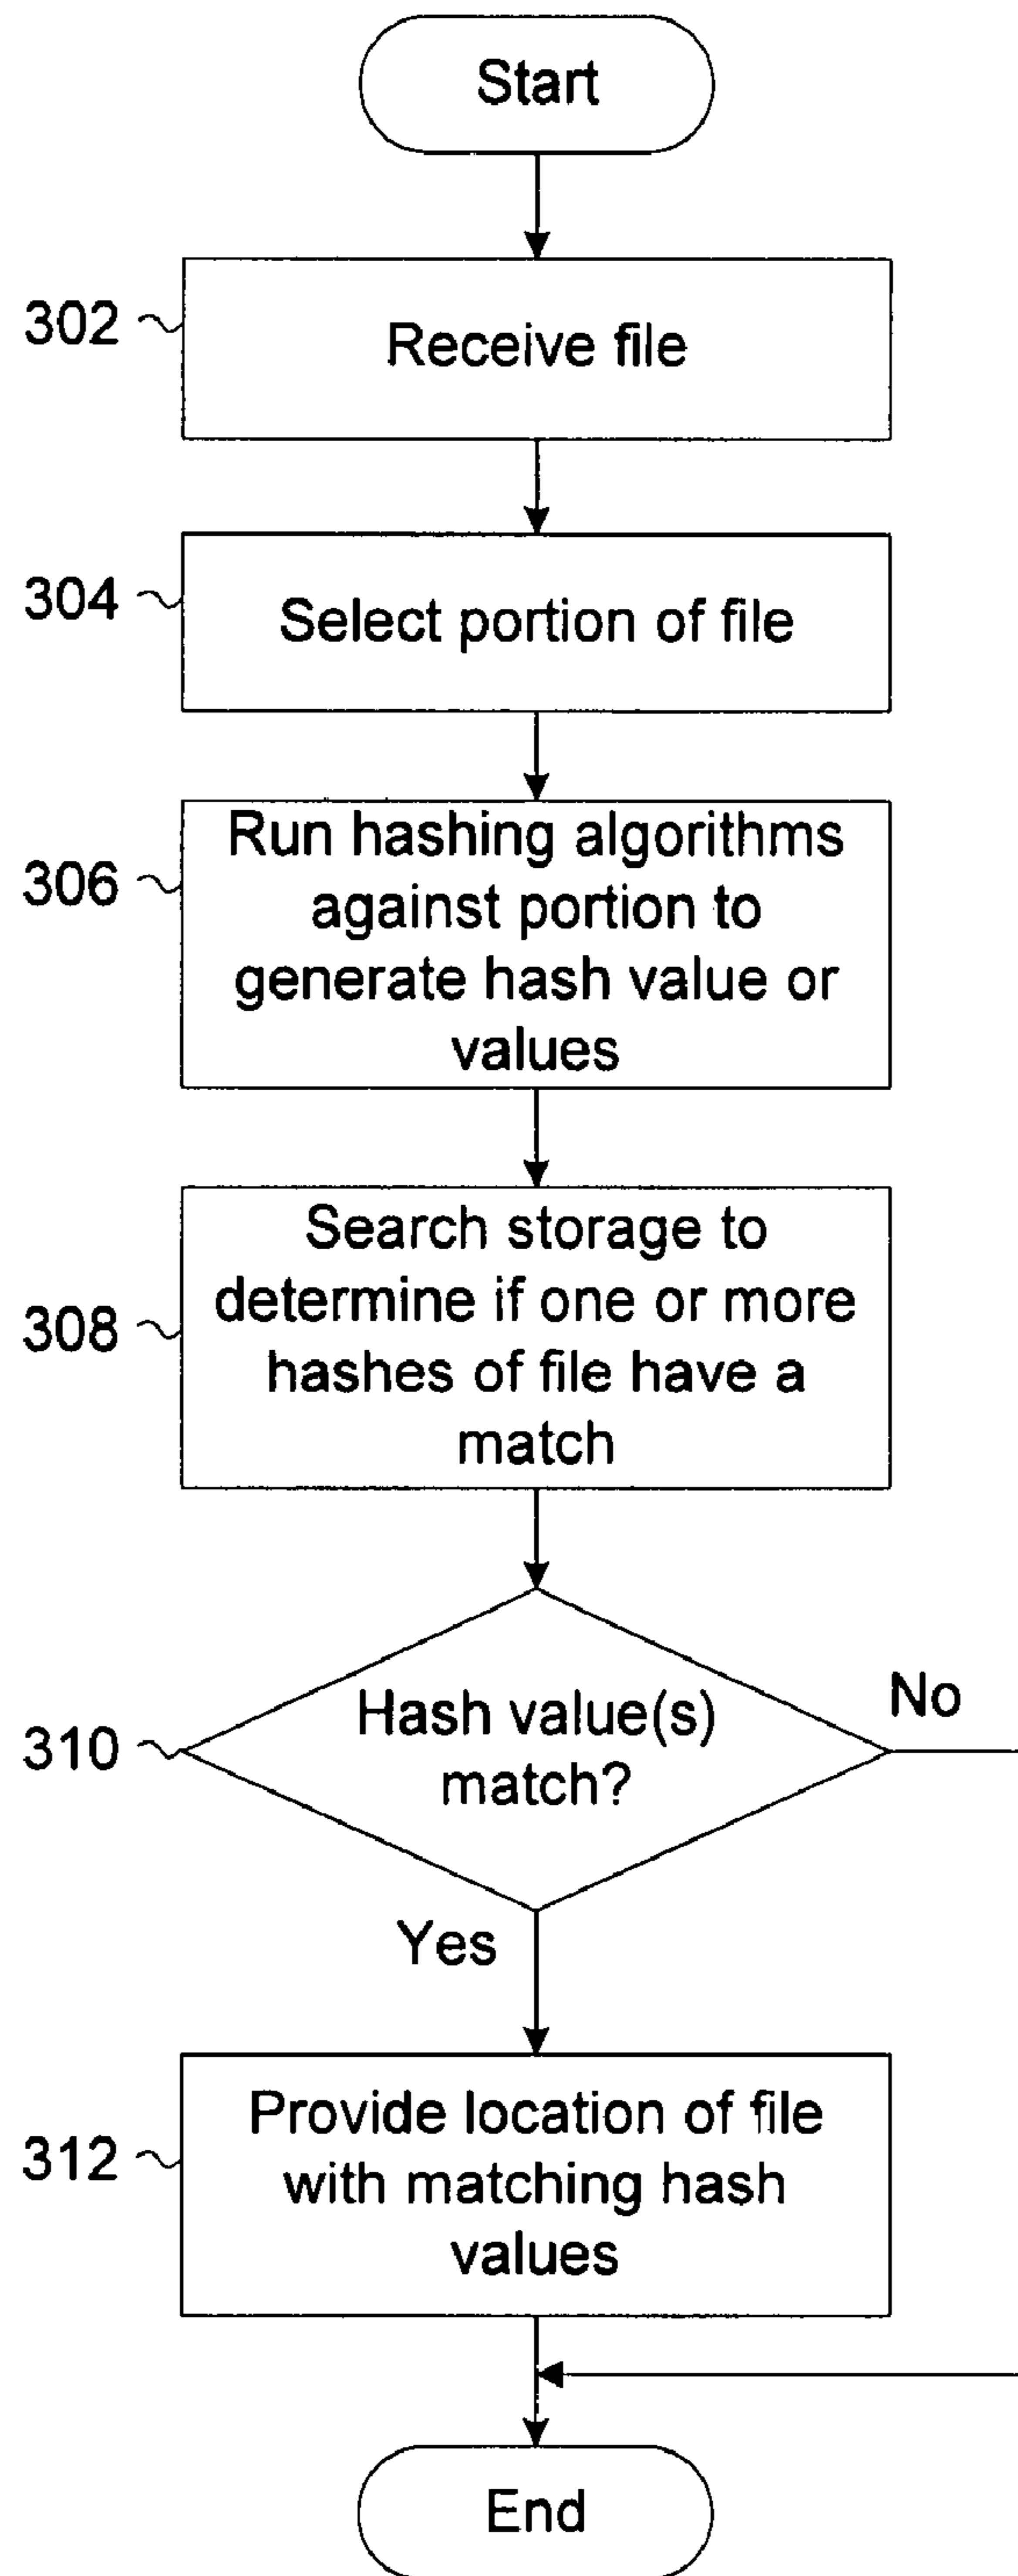 Start
302
Receive file
304
Select portion of file
306
Run hashing algorithms
against portion to
generate hash value or
values
308
Search storage to
determine if one or more
hashes of file have a
match
310
Hash value(s)
match?
No
Yes
312
Provide location of file
with matching hash
values
End